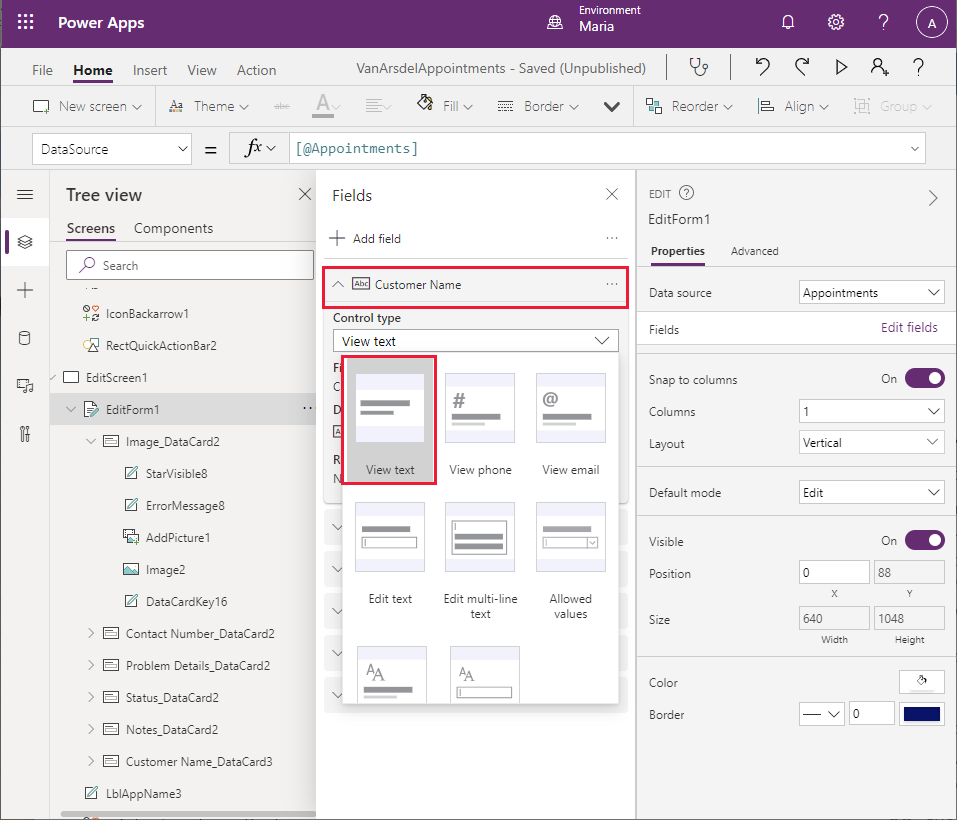 Power Apps
Environment
Maria
A
File Home Insert View Action
VanArsdelAppointments - Saved (Unpublished)
New screen Theme abc A Fill Border Reorder Align Group
DataSource = fx [@Appointments]
Tree view
Screens Components
Search
IconBackarrow1
RectQuickActionBar2
EditScreen1
EditForm1 ...
Image_DataCard2
StarVisible8
ErrorMessage8
AddPicture1
Image2
DataCardKey16
Contact Number_DataCard2
Problem Details_DataCard2
Status_DataCard2
Notes_DataCard2
Customer Name_DataCard3
LblAppName3
Fields
Add field ...
Abc Customer Name ...
Control type
View text
View text
# View phone
@ View email
Edit text
Edit multi-line
text
Allowed
values
AA
AA
EDIT ?
EditForm1
Properties Advanced
Data source Appointments
Fields Edit fields
Snap to columns On
Columns 1
Layout Vertical
Default mode Edit
Visible On
Position 0 88
X Y
Size 640 1048
Width Height
Color
Border 0